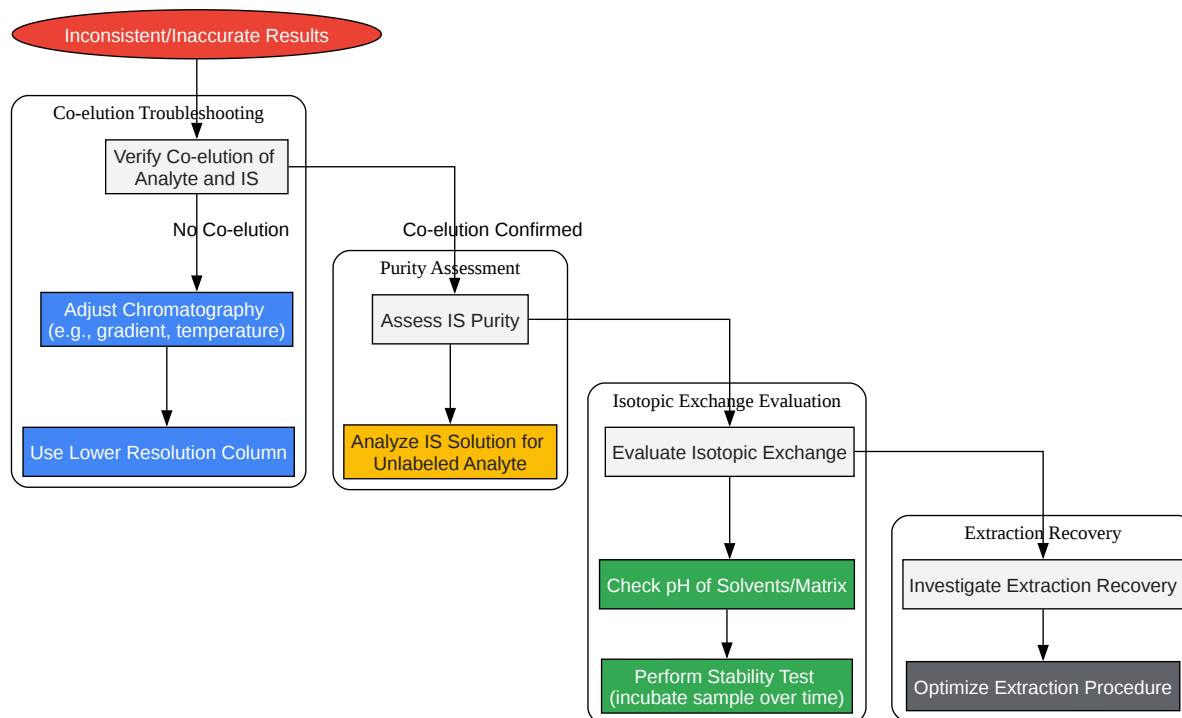 Inconsistent/Inaccurate Results
Co-elution Troubleshooting
Verify Co-elution of
Analyte and IS
No Co-elution
Co-elution Confirmed
Purity Assessment
Adjust Chromatography
(e.g., gradient, temperature)
Assess IS Purity
Isotopic Exchange Evaluation
Use Lower Resolution Column
Analyze IS Solution for
Unlabeled Analyte
Evaluate Isotopic Exchange
Extraction Recovery
Check pH of Solvents/Matrix
Investigate Extraction Recovery
Perform Stability Test
(incubate sample over time)
Optimize Extraction Procedure